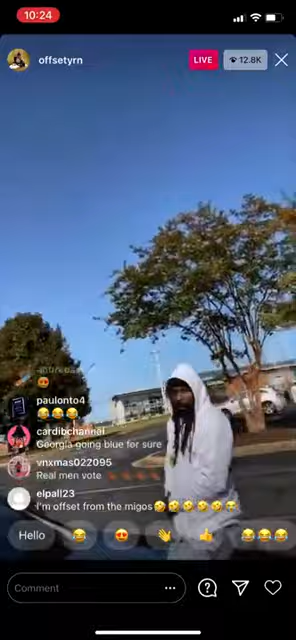 10:24
offsetyrn
LIVE
12.8K
paulonto4
cardibchannel
Georgia going blue for sure
vnxmas022095
Real men vote
elpall23
I'm offset from the migos
Hello
Comment